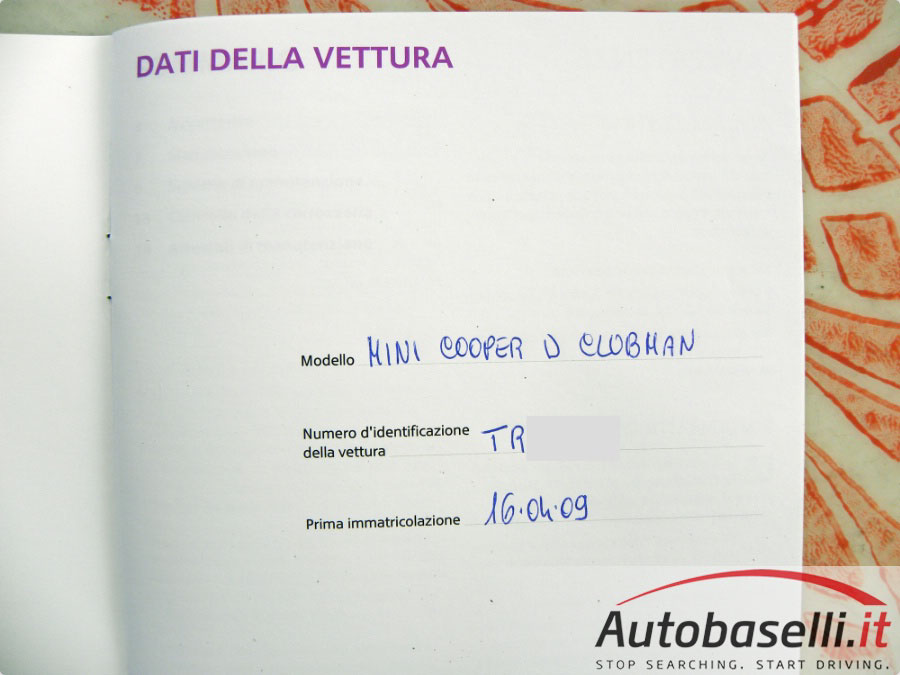 DATI DELLA VETTURA
Modello MINI COOPER D CLUBMAN
Numero d'identificazione
della vettura TR
Prima immatricolazione 16.04.09
Autobaselli.it
STOP SEARCHING. START DRIVING.